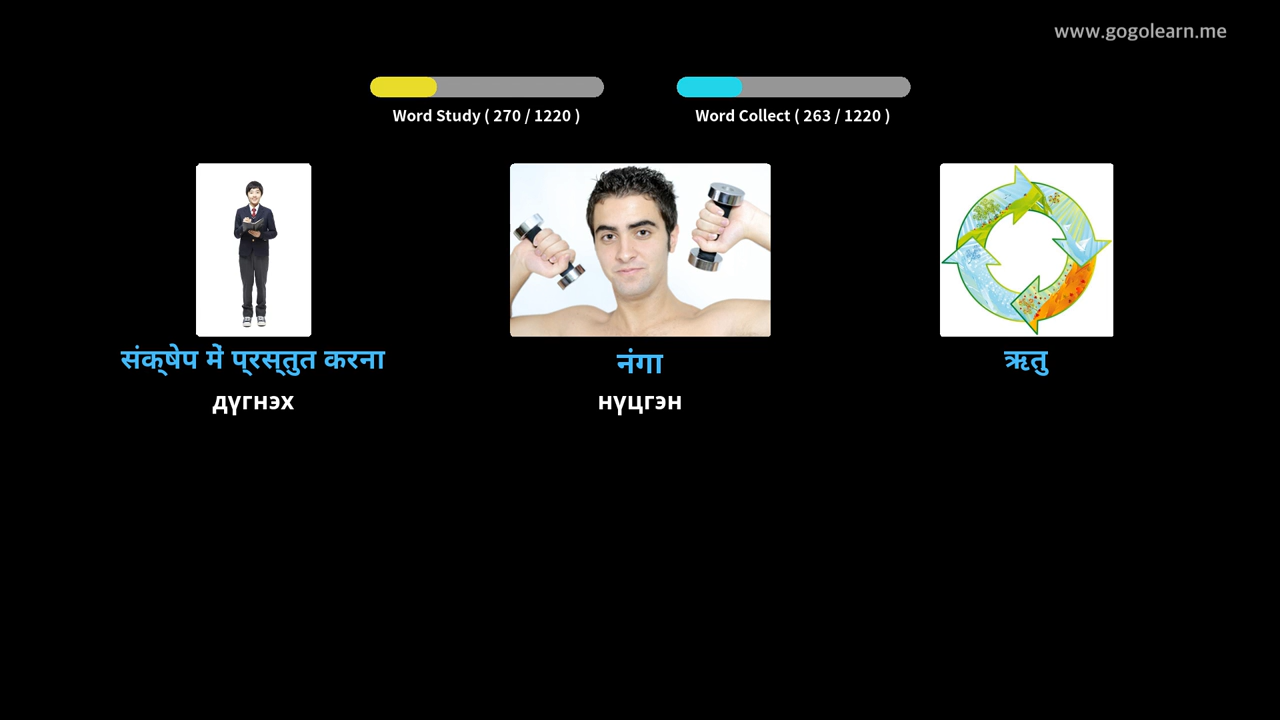 www.gogolearn.me
Word Study ( 270 / 1220 )
Word Collect ( 263 / 1220 )
संक्षेप में प्रस्तुत करना
дүгнэх
नंगा
нүцгэн
ऋतु